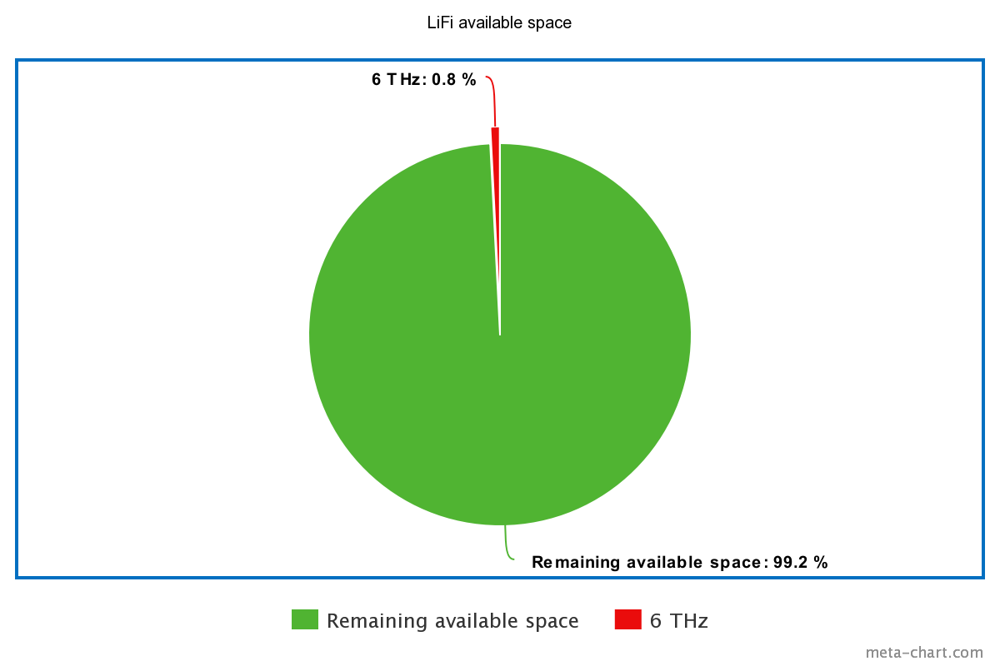 LiFi available space
6 THz: 0.8 %
Remaining available space: 99.2 %
Remaining available space
6 THz
meta-chart.com